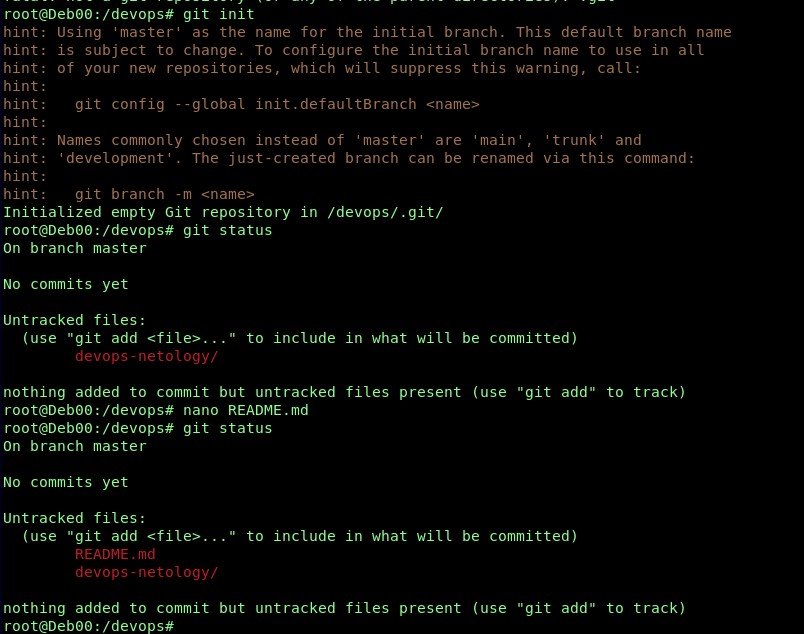 root@Deb00:/devops# git init
hint: Using 'master' as the name for the initial branch. This default branch name
hint: is subject to change. To configure the initial branch name to use in all
hint: of your new repositories, which will suppress this warning, call:
hint:
hint:   git config --global init.defaultBranch <name>
hint:
hint: Names commonly chosen instead of 'master' are 'main', 'trunk' and
hint: 'development'. The just-created branch can be renamed via this command:
hint:
hint:   git branch -m <name>
Initialized empty Git repository in /devops/.git/
root@Deb00:/devops# git status
On branch master

No commits yet

Untracked files:
  (use "git add <file>..." to include in what will be committed)
        devops-netology/

nothing added to commit but untracked files present (use "git add" to track)
root@Deb00:/devops# nano README.md
root@Deb00:/devops# git status
On branch master

No commits yet

Untracked files:
  (use "git add <file>..." to include in what will be committed)
        README.md
        devops-netology/

nothing added to commit but untracked files present (use "git add" to track)
root@Deb00:/devops#